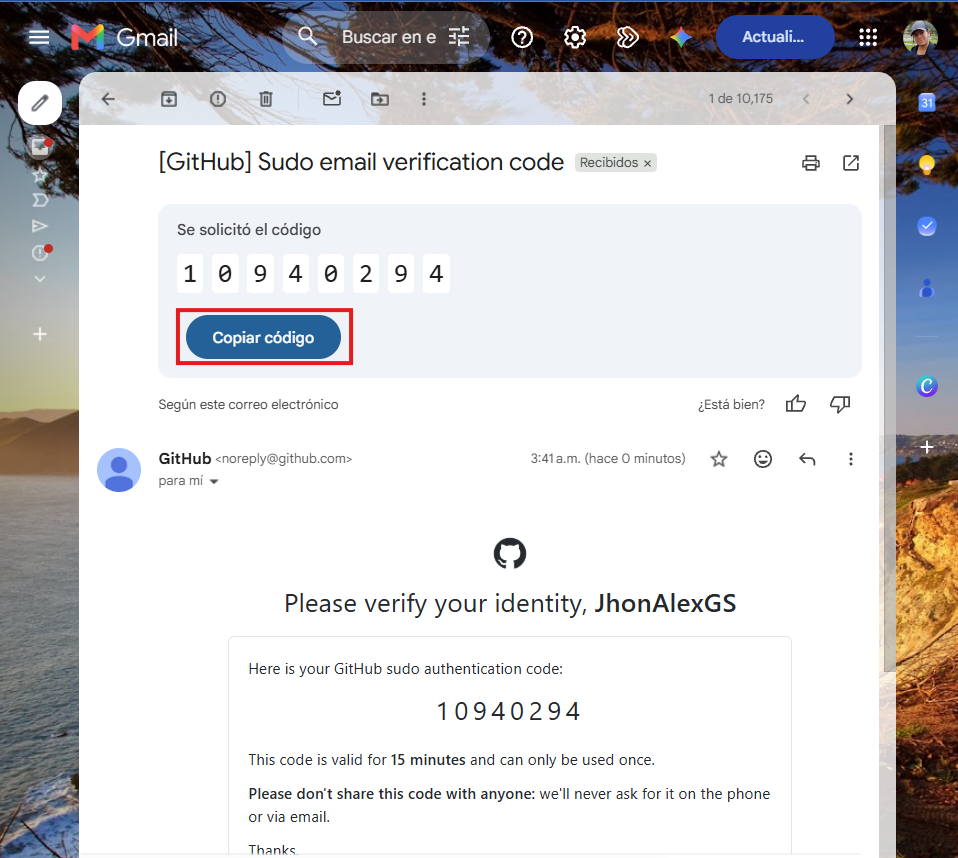 Gmail
Buscar en e
Actuali...
1 de 10,175
31
[GitHub] Sudo email verification code
Recibidos ×
Se solicitó el código
1 0 9 4 0 2 9 4
Copiar código
Según este correo electrónico
¿Está bien?
GitHub <noreply@github.com>
3:41 a.m. (hace 0 minutos)
para mí
Please verify your identity, JhonAlexGS
Here is your GitHub sudo authentication code:
10940294
This code is valid for 15 minutes and can only be used once.
Please don't share this code with anyone: we'll never ask for it on the phone
or via email.
Thanks.